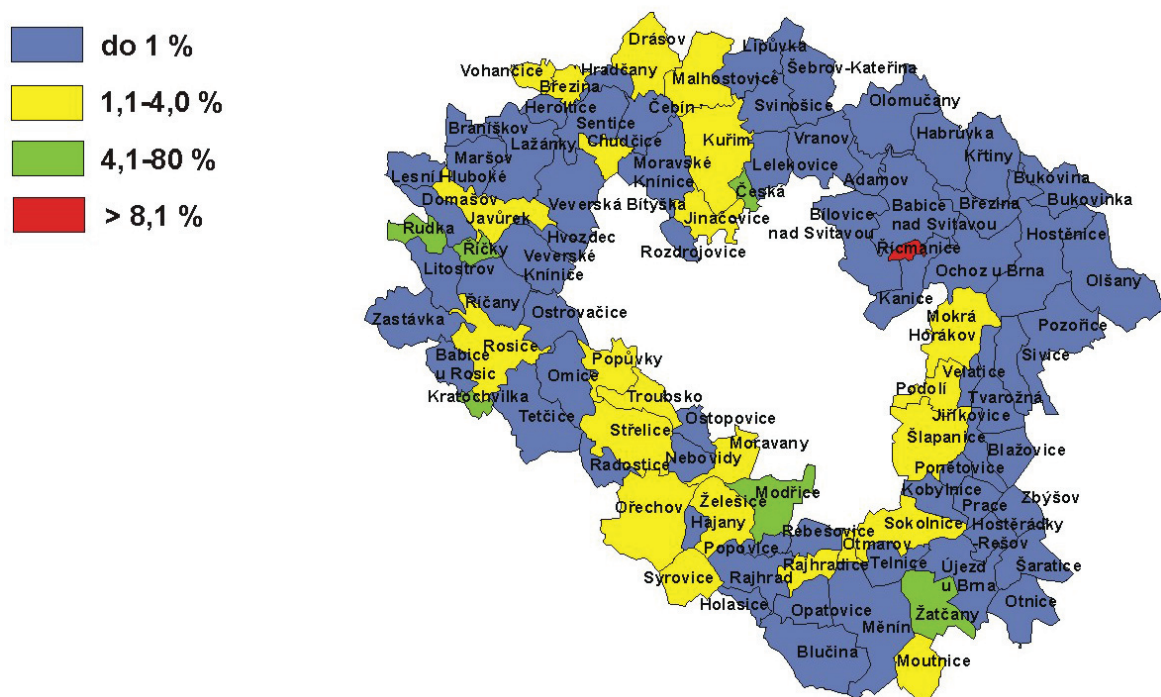 do 1 %
1,1-4,0 %
4,1-80 %
> 8,1 %
Drásov
Lipůvka
Vohančice
Hradčany
Malhostovice
Šebrov-Kateřina
Březina
Heroltice
Čebín
Svinošice
Olomučany
Braníškov
Sentice
Lažánky
Chudčice
Kuřim
Vranov
Habrůvka
Maršov
Moravské
Knínice
Lelekovice
Křtiny
Lesní Hluboké
Adamov
Bukovina
Domašov
Veverská Bítýška
Česká
Babice
nad Svitavou
Březina
Bukovinka
Javůrek
Jinačovice
Bílovice
nad Svitavou
Rudka
Hvozdec
Hostěnice
Říčky
Rozdrojovice
Řícmanice
Veverské
Knínice
Litostrov
Ochoz u Brna
Olšany
Říčany
Kanice
Zastávka
Ostrovačice
Mokrá
Horákov
Pozořice
Rosice
Sivice
Babice
u Rosic
Popůvky
Omice
Velatice
Kratochvilka
Troubsko
Podolí
Tvarožná
Tetčice
Ostopovice
Jiříkovice
Střelice
Moravany
Šlapanice
Blažovice
Radostice
Nebovidy
Ponětovice
Modřice
Kobylnice
Ořechov
Želešice
Prace
Zbýšov
Hajany
Rebešovice
Sokolnice
Hostěrádky
-Rešov
Popovice
Otmarov
Syrovice
Rajhrad
Rajhradice
Telnice
Újezd
u Brna
Šaratice
Holasice
Opatovice
Žatčany
Otnice
Měnín
Blučina
Moutnice